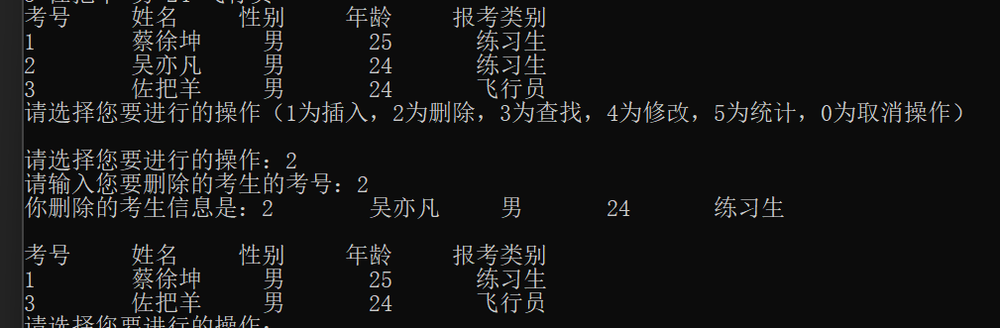 考号 姓名 性别 年龄 报考类别
1 蔡徐坤 男 25 练习生
2 吴亦凡 男 24 练习生
3 佐把羊 男 24 飞行员
请选择您要进行的操作（1为插入，2为删除，3为查找，4为修改，5为统计，0为取消操作）
请选择您要进行的操作：2
请输入您要删除的考生的考号：2
你删除的考生信息是：2 吴亦凡 男 24 练习生
考号 姓名 性别 年龄 报考类别
1 蔡徐坤 男 25 练习生
3 佐把羊 男 24 飞行员
请选择您要进行的操作：